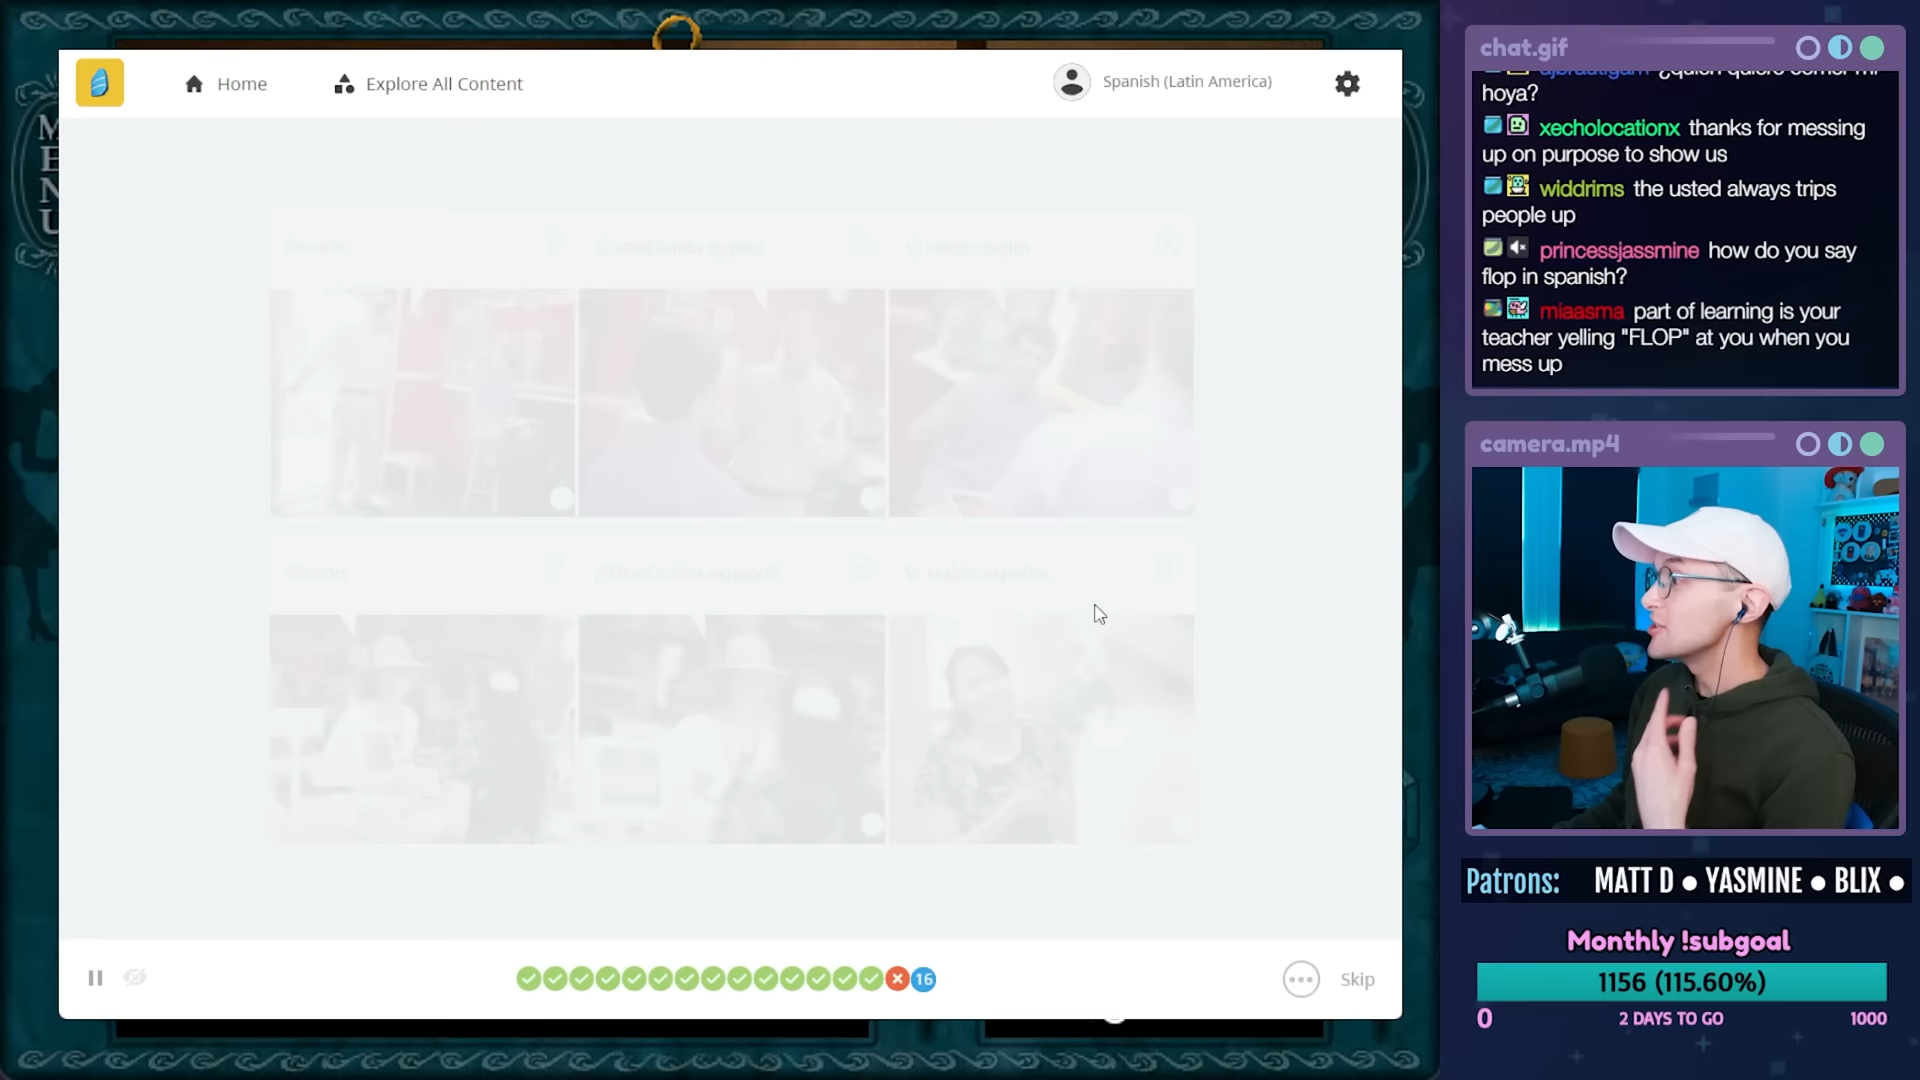 M
E
N
U
Home
Explore All Content
Spanish (Latin America)
16
Skip
chat.gif
hoya?
xecholocationx thanks for messing
up on purpose to show us
widdrims the usted always trips
people up
princessjassmine how do you say
flop in spanish?
miaasma part of learning is your
teacher yelling "FLOP" at you when you
mess up
camera.mp4
Patrons: MATT D ● YASMINE ● BLIX ●
Monthly !subgoal
1156 (115.60%)
0 2 DAYS TO GO 1000